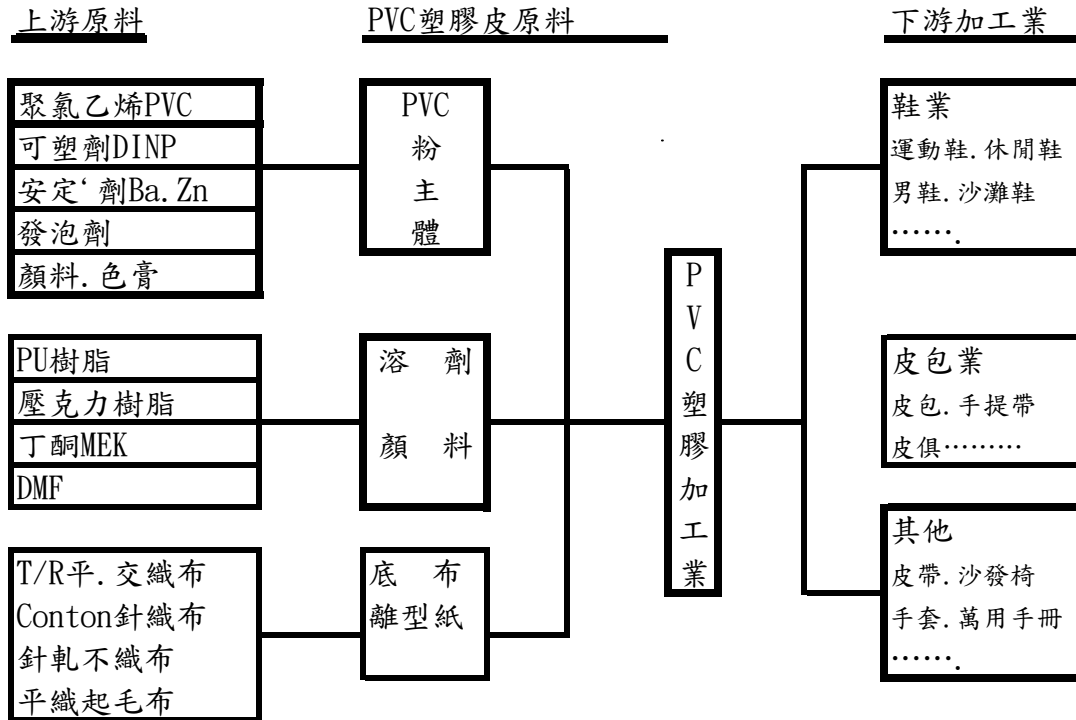 上游原料
PVC塑膠皮原料
下游加工業
聚氯乙烯PVC
可塑劑DINP
安定‘劑Ba.Zn
發泡劑
顏料.色膏
PU樹脂
壓克力樹脂
丁酮MEK
DMF
T/R平.交織布
Conton針織布
針軋不織布
平織起毛布
PVC
粉
主
體
溶 劑
顏 料
底 布
離型紙
P
V
C
塑
膠
加
工
業
鞋業
運動鞋.休閒鞋
男鞋.沙灘鞋
…….
皮包業
皮包.手提帶
皮俱………
其他
皮帶.沙發椅
手套.萬用手冊
…….